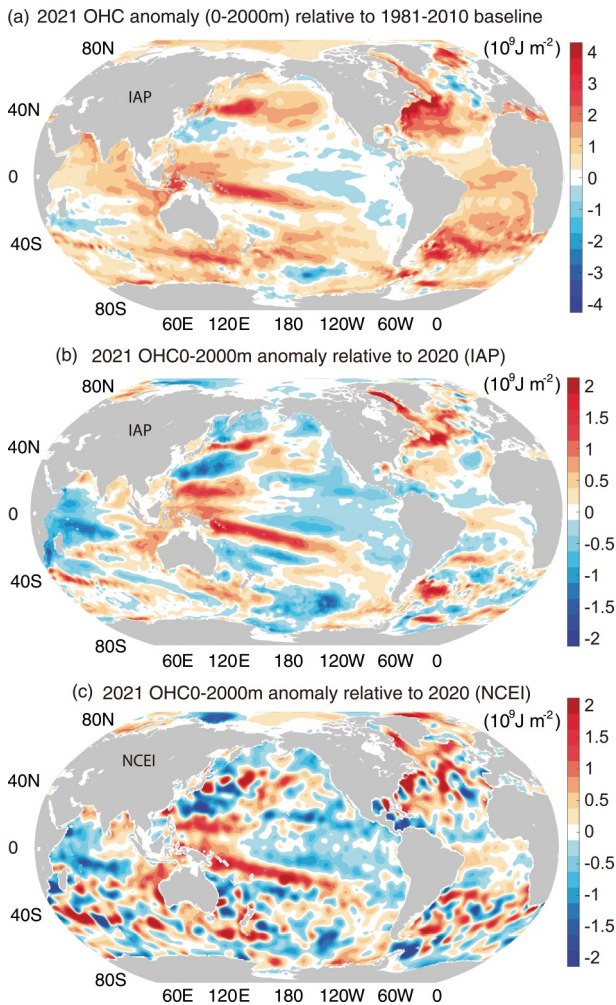 (a) 2021 OHC anomaly (0-2000m) relative to 1981-2010 baseline
80N
(10⁹J m⁻²)
IAP
40N
0
40S
80S
60E 120E 180 120W 60W 0
4
3
2
1
0
-1
-2
-3
-4
(b) 2021 OHC0-2000m anomaly relative to 2020 (IAP)
80N
(10⁹J m⁻²)
IAP
40N
0
40S
80S
60E 120E 180 120W 60W 0
2
1.5
1
0.5
0
-0.5
-1
-1.5
-2
(c) 2021 OHC0-2000m anomaly relative to 2020 (NCEI)
80N
(10⁹J m⁻²)
NCEI
40N
0
40S
80S
60E 120E 180 120W 60W 0
2
1.5
1
0.5
0
-0.5
-1
-1.5
-2